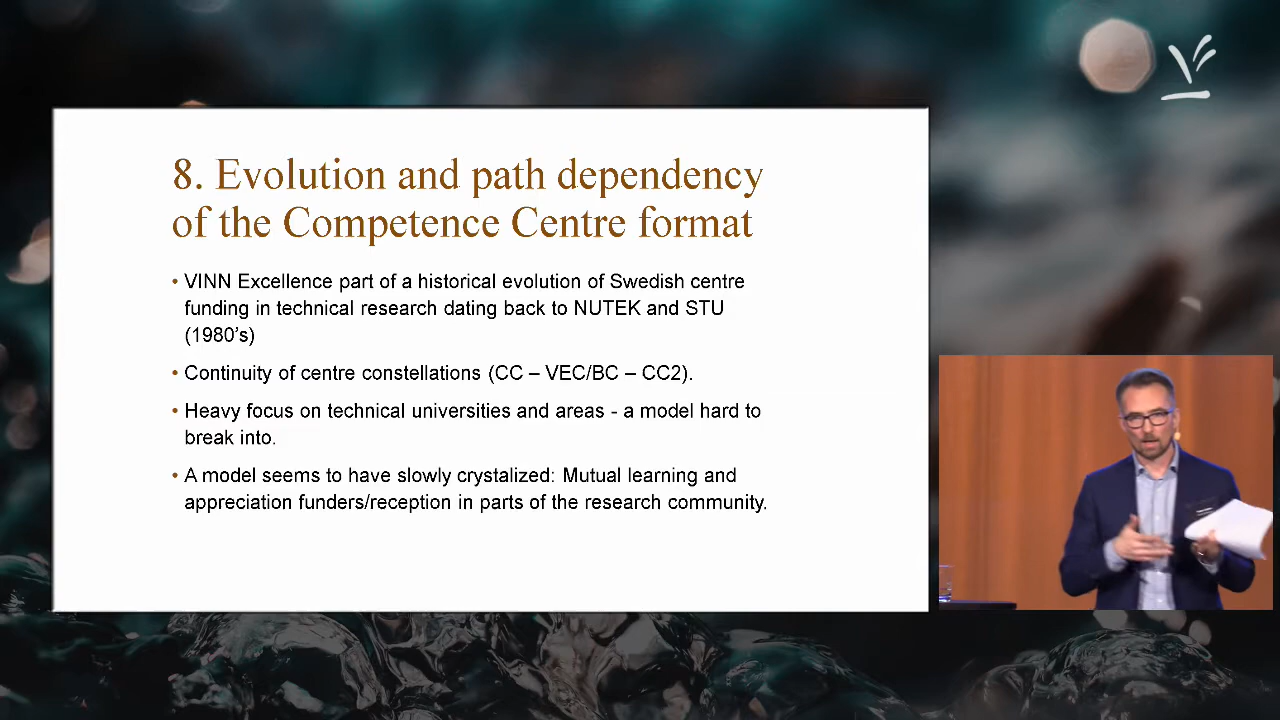 8. Evolution and path dependency
of the Competence Centre format
• VINN Excellence part of a historical evolution of Swedish centre
funding in technical research dating back to NUTEK and STU
(1980’s)
• Continuity of centre constellations (CC – VEC/BC – CC2).
• Heavy focus on technical universities and areas - a model hard to
break into.
• A model seems to have slowly crystalized: Mutual learning and
appreciation funders/reception in parts of the research community.